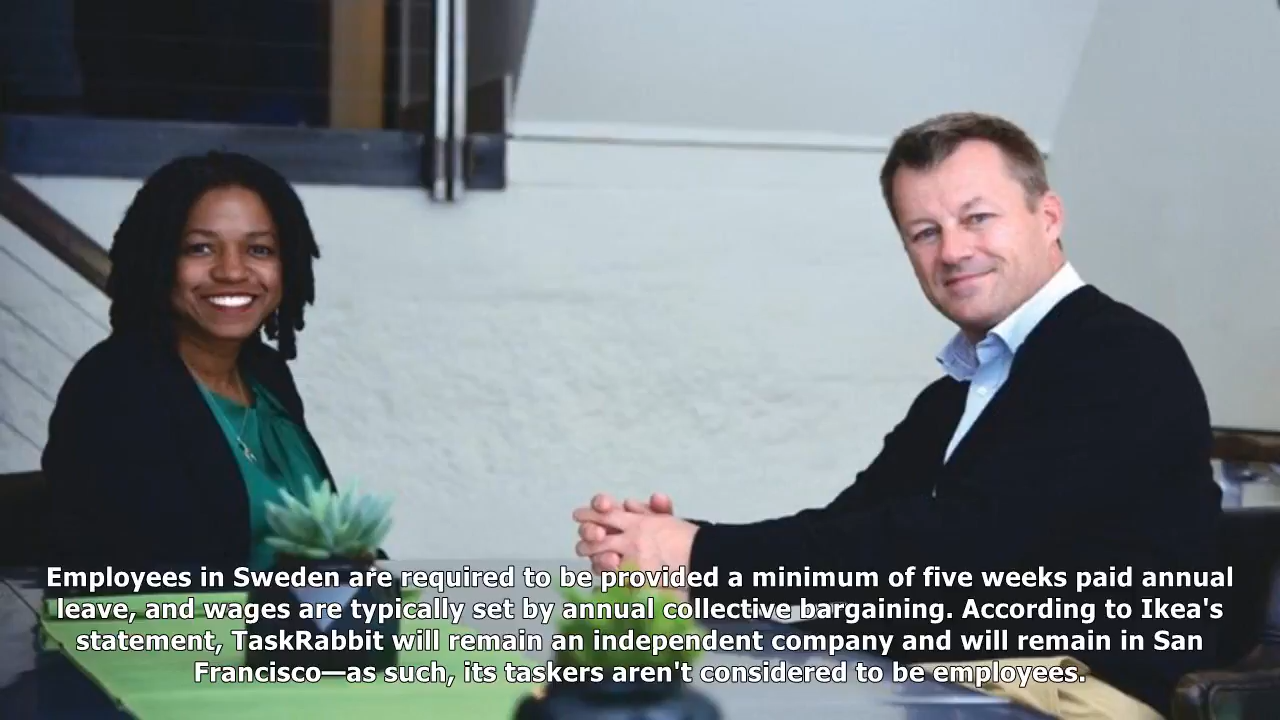 Employees in Sweden are required to be provided a minimum of five weeks paid annual
leave, and wages are typically set by annual collective bargaining. According to Ikea's
statement, TaskRabbit will remain an independent company and will remain in San
Francisco—as such, its taskers aren't considered to be employees.